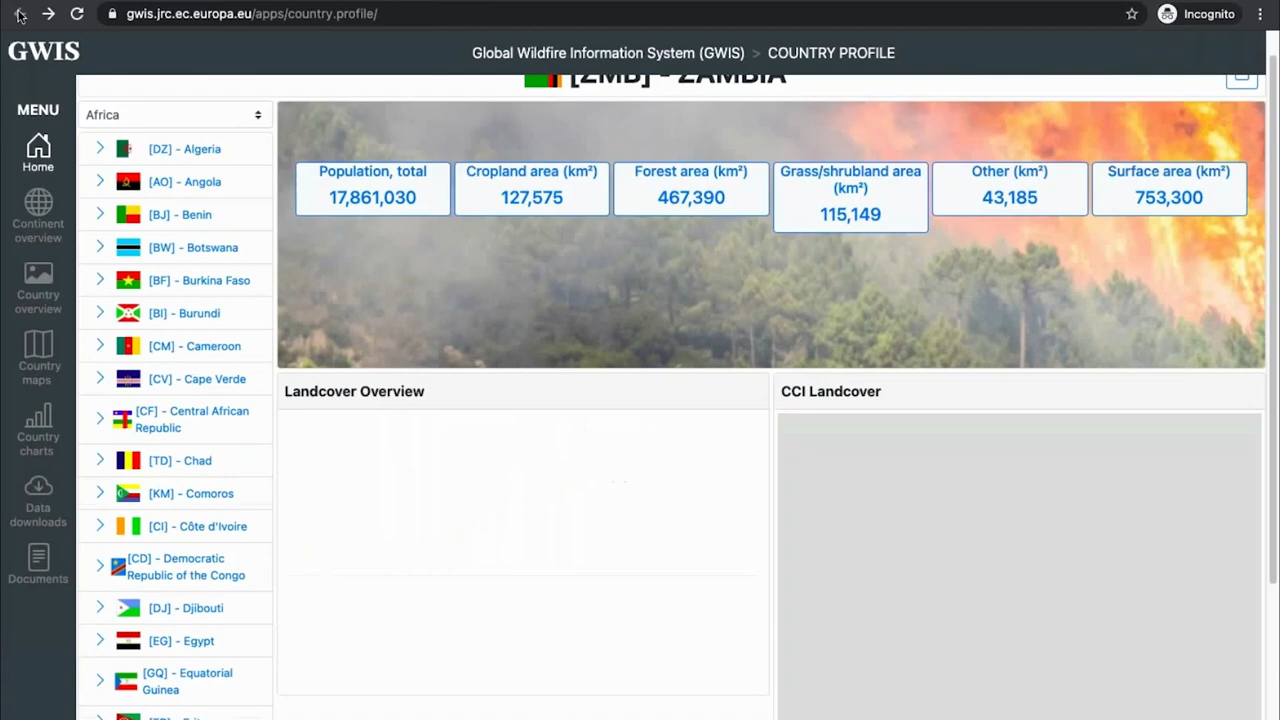 gwis.jrc.ec.europa.eu/apps/country.profile/
Incognito
GWIS
Global Wildfire Information System (GWIS) > COUNTRY PROFILE
[ZMB] - ZAMBIA
MENU
Home
Continent
overview
Country
overview
Country
maps
Country
charts
Data
downloads
Documents
Africa
[DZ] - Algeria
[AO] - Angola
[BJ] - Benin
[BW] - Botswana
[BF] - Burkina Faso
[BI] - Burundi
[CM] - Cameroon
[CV] - Cape Verde
[CF] - Central African
Republic
[TD] - Chad
[KM] - Comoros
[CI] - Côte d'Ivoire
[CD] - Democratic
Republic of the Congo
[DJ] - Djibouti
[EG] - Egypt
[GQ] - Equatorial
Guinea
Population, total
17,861,030
Cropland area (km²)
127,575
Forest area (km²)
467,390
Grass/shrubland area
(km²)
115,149
Other (km²)
43,185
Surface area (km²)
753,300
Landcover Overview
CCI Landcover